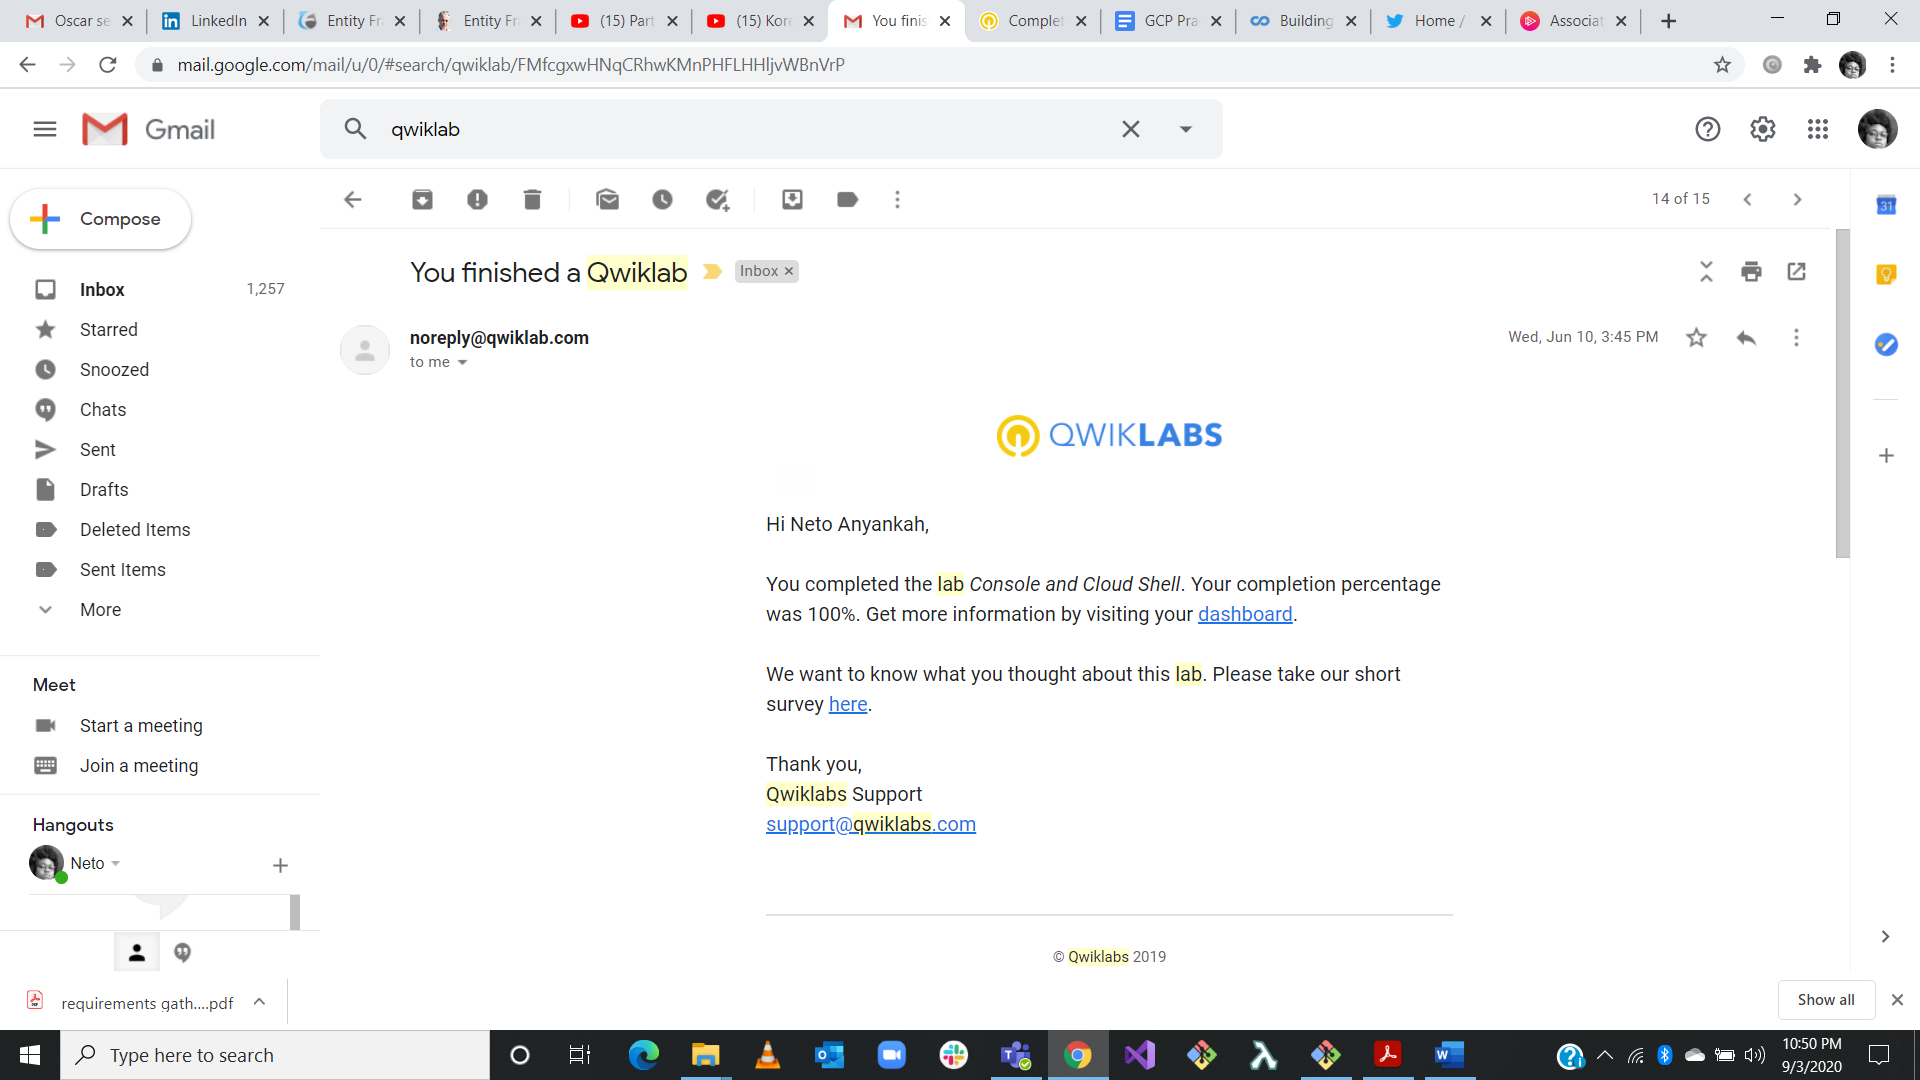 Oscar se
LinkedIn
Entity Fr
Entity Fr
(15) Part
(15) Kore
You finis
Complet
GCP Pra
Building
Home /
Associat
mail.google.com/mail/u/0/#search/qwiklab/FMfcgxwHNqCRhwKMnPHFLHHljvWBnVrP
Gmail
qwiklab
Compose
14 of 15
31
You finished a Qwiklab
Inbox
Inbox 1,257
Starred
Snoozed
Chats
Sent
Drafts
Deleted Items
Sent Items
More
noreply@qwiklab.com
Wed, Jun 10, 3:45 PM
to me
QWIKLABS
Hi Neto Anyankah,
You completed the lab Console and Cloud Shell. Your completion percentage
was 100%. Get more information by visiting your dashboard.
We want to know what you thought about this lab. Please take our short
survey here.
Thank you,
Qwiklabs Support
support@qwiklabs.com
© Qwiklabs 2019
Meet
Start a meeting
Join a meeting
Hangouts
Neto
requirements gath....pdf
Show all
Type here to search
10:50 PM
9/3/2020